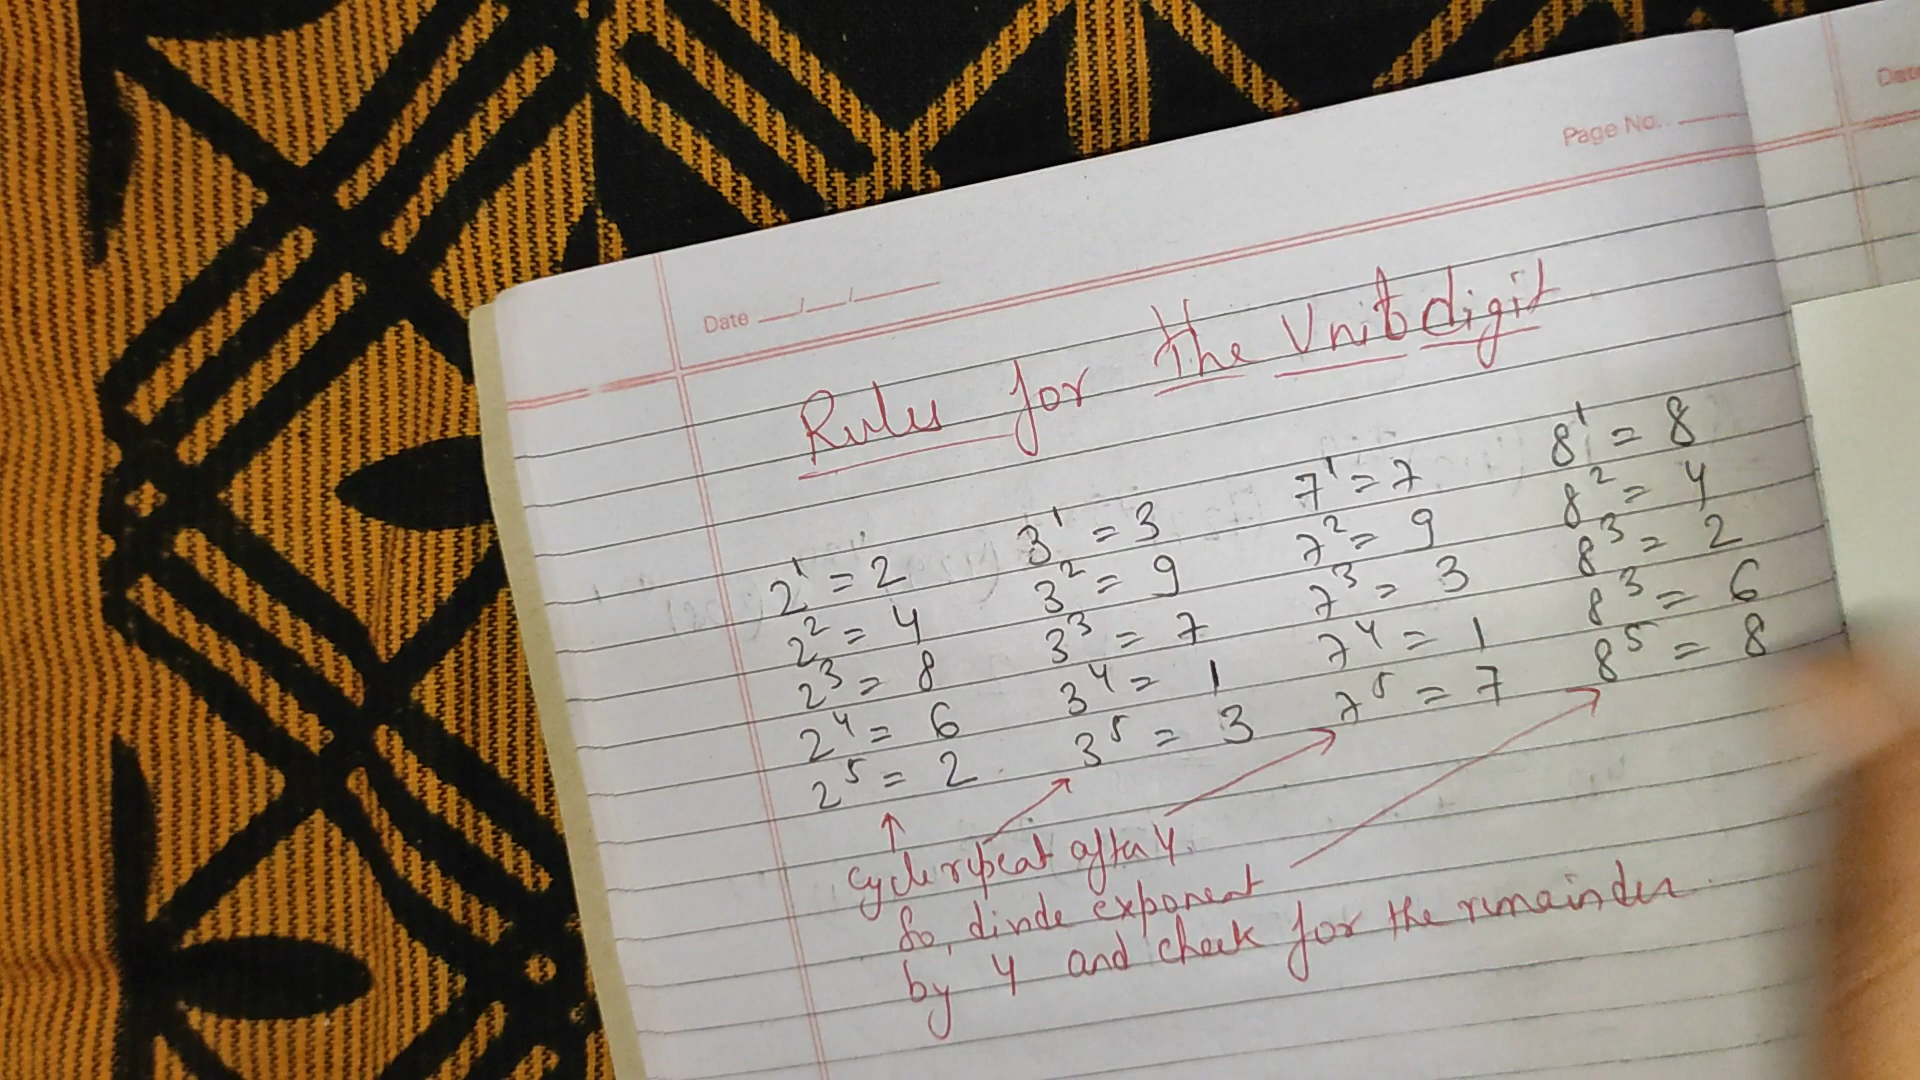 Page No.
Date
Date
Rules for the Unit digit
2¹ = 2
2² = 4
2³ = 8
2⁴ = 6
2⁵ = 2
3¹ = 3
3² = 9
3³ = 7
3⁴ = 1
3⁵ = 3
7¹ = 7
7² = 9
7³ = 3
7⁴ = 1
7⁵ = 7
8¹ = 8
8² = 4
8³ = 2
8³ = 6
8⁵ = 8
cycle repeat after 4.
So, divide exponent
by 4 and check for the remainder.